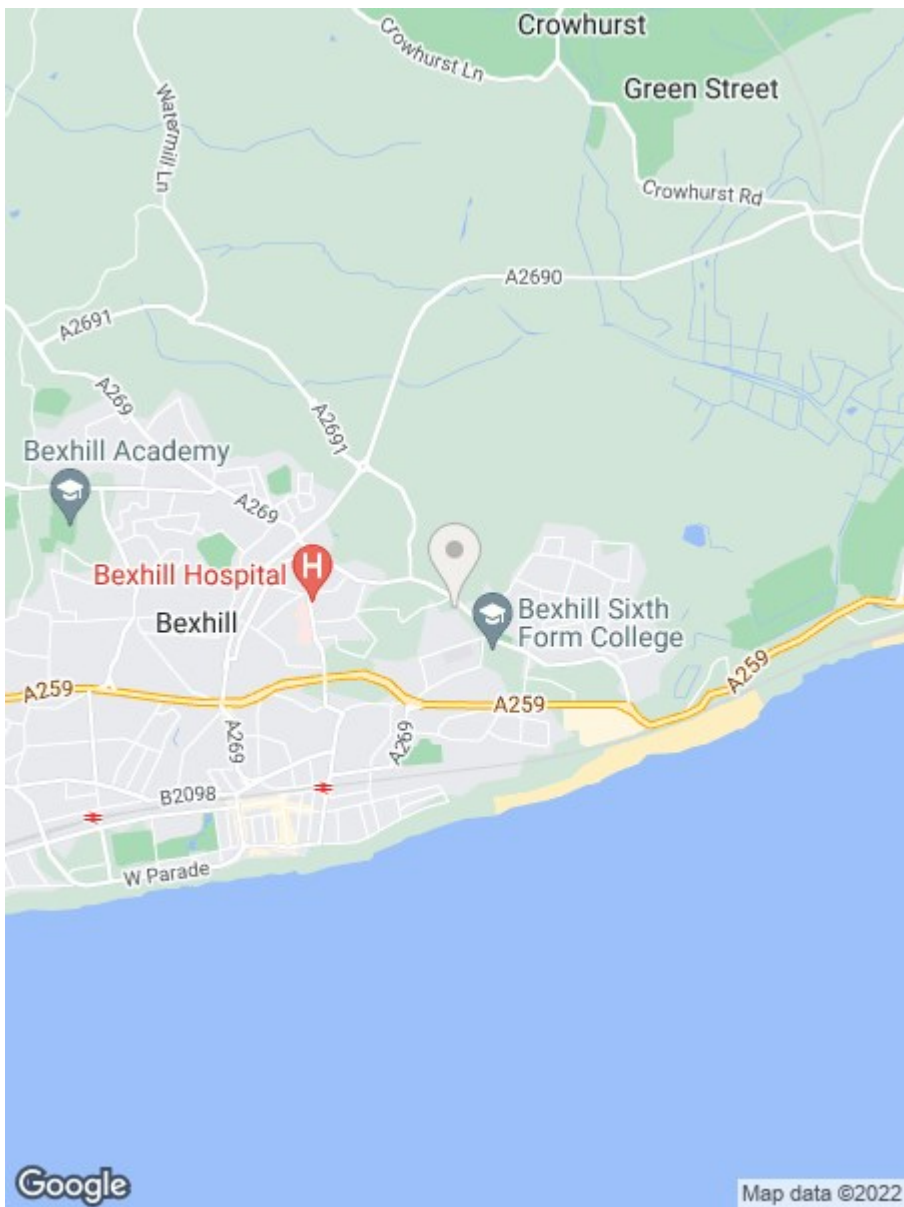 Crowhurst
Crowhurst Ln
Green Street
Watermill Ln
Crowhurst Rd
A2690
A2691
A269
A2691
Bexhill Academy
A269
Bexhill Hospital
H
Bexhill Sixth
Form College
Bexhill
A259
A259
A259
A269
A269
B2098
W Parade
Google
Map data ©2022